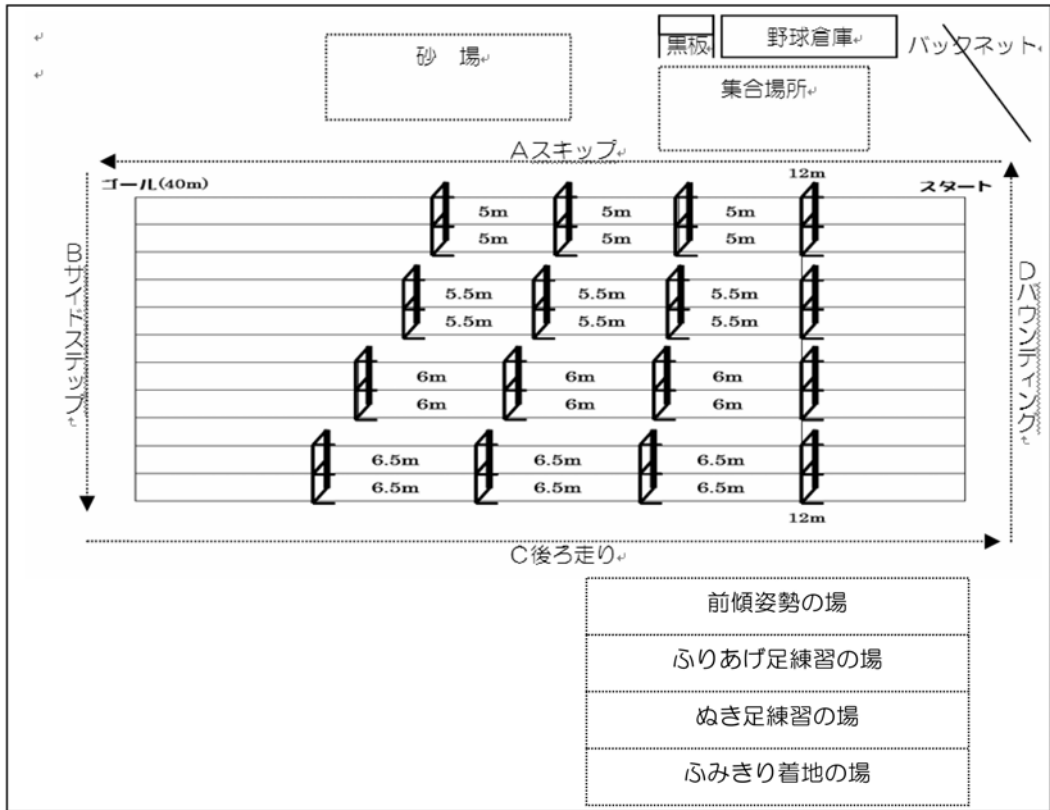 砂 場
黒板
野球倉庫
バックネット
集合場所
Aスキップ
ゴール(40m)
12m
スタート
5m 5m 5m
5m 5m 5m
Bサイドステップ
Dバウンディング
5.5m 5.5m 5.5m
5.5m 5.5m 5.5m
6m 6m 6m
6m 6m 6m
6.5m 6.5m 6.5m
6.5m 6.5m 6.5m
12m
C後ろ走り
前傾姿勢の場
ふりあげ足練習の場
ぬき足練習の場
ふみきり着地の場